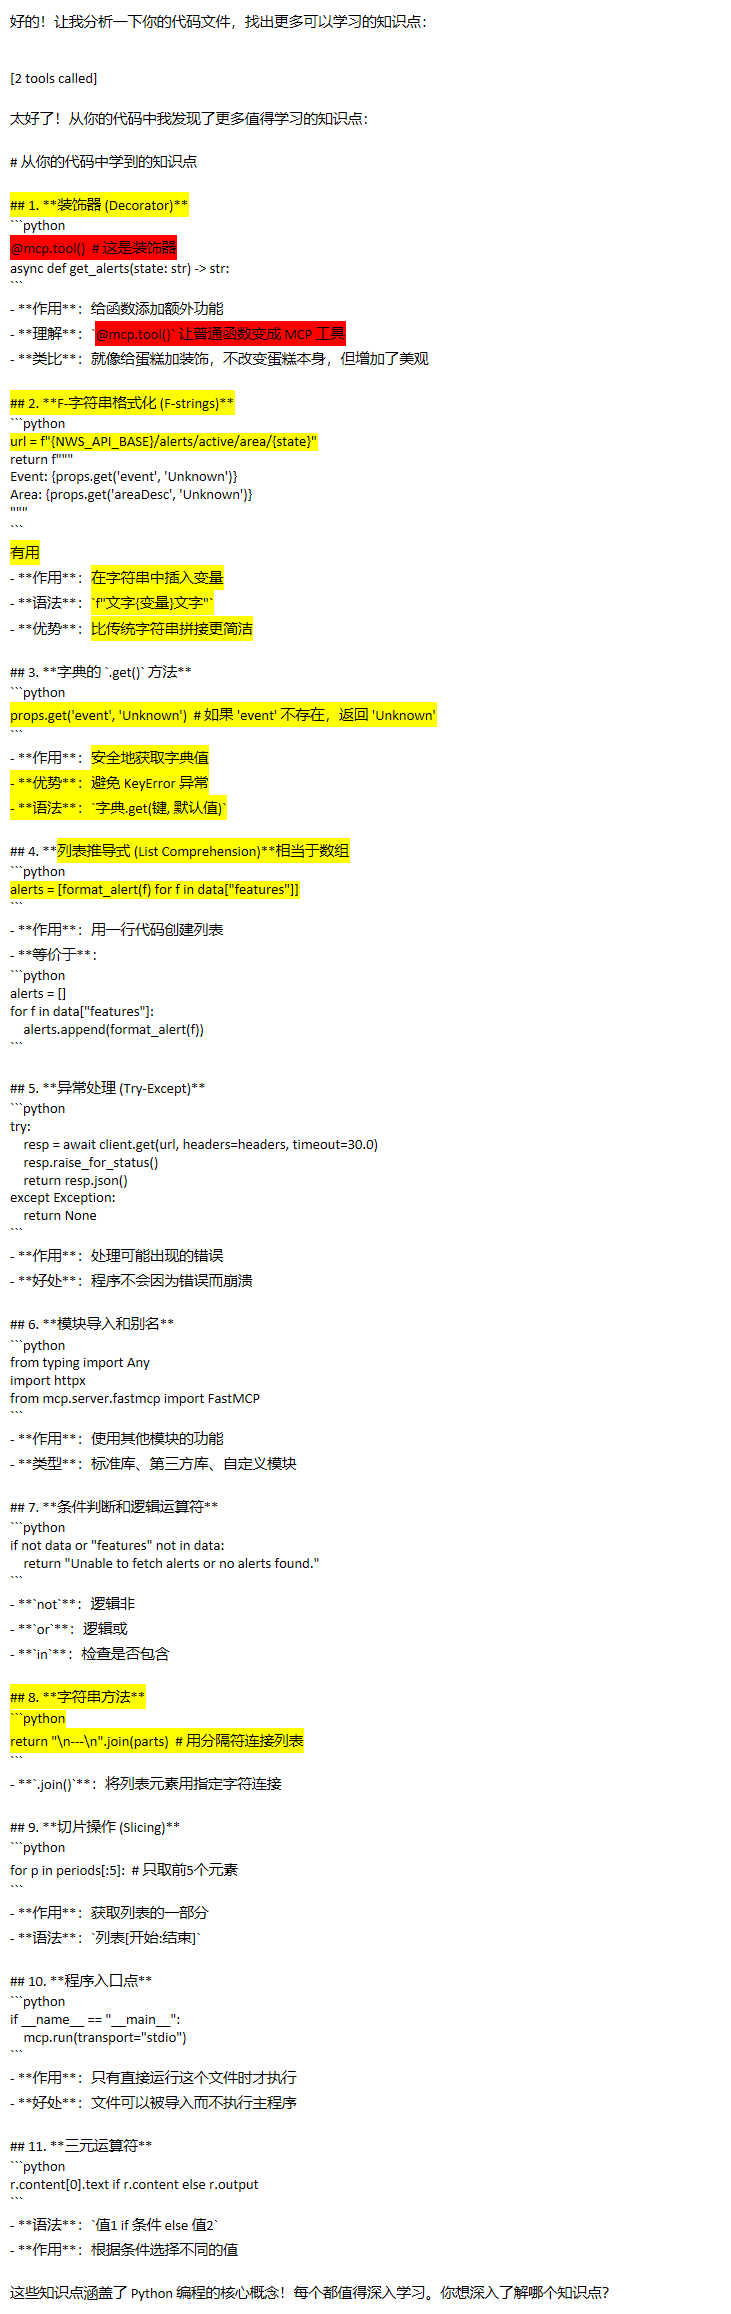 好的！让我分析一下你的代码文件，找出更多可以学习的知识点：
[2 tools called]
太好了！从你的代码中我发现了更多值得学习的知识点：
# 从你的代码中学到的知识点
## 1. **装饰器 (Decorator)**
```python
@mcp.tool()  # 这是装饰器
async def get_alerts(state: str) -> str:
```
- **作用**：给函数添加额外功能
- **理解**：`@mcp.tool()` 让普通函数变成 MCP 工具
- **类比**：就像给蛋糕加装饰，不改变蛋糕本身，但增加了美观
## 2. **F-字符串格式化 (F-strings)**
```python
url = f"{NWS_API_BASE}/alerts/active/area/{state}"
return f"""
Event: {props.get('event', 'Unknown')}
Area: {props.get('areaDesc', 'Unknown')}
"""
```
有用
- **作用**：在字符串中插入变量
- **语法**：`f"文字{变量}文字"`
- **优势**：比传统字符串拼接更简洁
## 3. **字典的 `.get()` 方法**
```python
props.get('event', 'Unknown')  # 如果 'event' 不存在，返回 'Unknown'
```
- **作用**：安全地获取字典值
- **优势**：避免 KeyError 异常
- **语法**：`字典.get(键, 默认值)`
## 4. **列表推导式 (List Comprehension)**相当于数组
```python
alerts = [format_alert(f) for f in data["features"]]
```
- **作用**：用一行代码创建列表
- **等价于**：
```python
alerts = []
for f in data["features"]:
    alerts.append(format_alert(f))
```
## 5. **异常处理 (Try-Except)**
```python
try:
    resp = await client.get(url, headers=headers, timeout=30.0)
    resp.raise_for_status()
    return resp.json()
except Exception:
    return None
```
- **作用**：处理可能出现的错误
- **好处**：程序不会因为错误而崩溃
## 6. **模块导入和别名**
```python
from typing import Any
import httpx
from mcp.server.fastmcp import FastMCP
```
- **作用**：使用其他模块的功能
- **类型**：标准库、第三方库、自定义模块
## 7. **条件判断和逻辑运算符**
```python
if not data or "features" not in data:
    return "Unable to fetch alerts or no alerts found."
```
- **`not`**：逻辑非
- **`or`**：逻辑或
- **`in`**：检查是否包含
## 8. **字符串方法**
```python
return "\n---\n".join(parts)  # 用分隔符连接列表
```
- **`.join()`**：将列表元素用指定字符连接
## 9. **切片操作 (Slicing)**
```python
for p in periods[:5]:  # 只取前5个元素
```
- **作用**：获取列表的一部分
- **语法**：`列表[开始:结束]`
## 10. **程序入口点**
```python
if __name__ == "__main__":
    mcp.run(transport="stdio")
```
- **作用**：只有直接运行这个文件时才执行
- **好处**：文件可以被导入而不执行主程序
## 11. **三元运算符**
```python
r.content[0].text if r.content else r.output
```
- **语法**：`值1 if 条件 else 值2`
- **作用**：根据条件选择不同的值
这些知识点涵盖了 Python 编程的核心概念！每个都值得深入学习。你想深入了解哪个知识点？